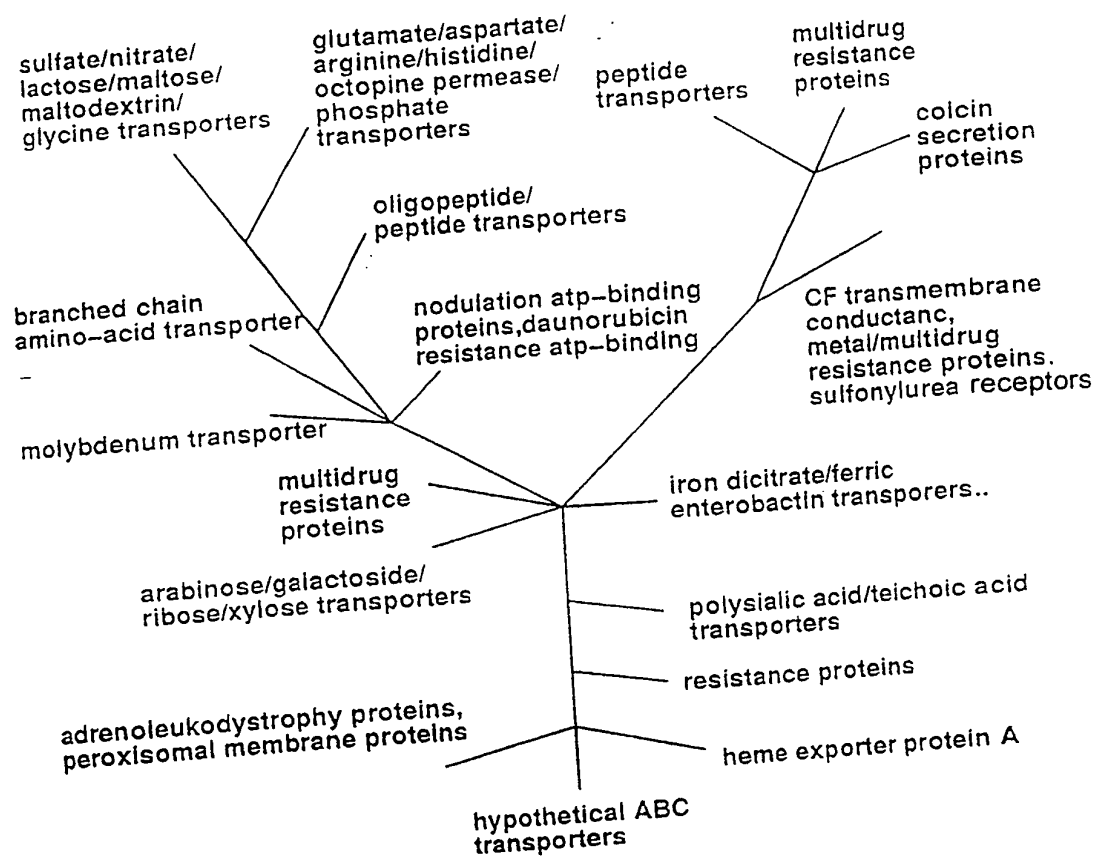 sulfate/nitrate/
lactose/maltose/
maltodextrin/
glycine transporters
glutamate/aspartate/
arginine/histidine/
octopine permease/
phosphate
transporters
peptide
transporters
multidrug
resistance
proteins
colcin
secretion
proteins
oligopeptide/
peptide transporters
branched chain
amino-acid transporter
nodulation atp-binding
proteins,daunorubicin
resistance atp-binding
CF transmembrane
conductanc,
metal/multidrug
resistance proteins.
sulfonylurea receptors
molybdenum transporter
multidrug
resistance
proteins
iron dicitrate/ferric
enterobactin transporers..
arabinose/galactoside/
ribose/xylose transporters
polysialic acid/teichoic acid
transporters
resistance proteins
adrenoleukodystrophy proteins,
peroxisomal membrane proteins
heme exporter protein A
hypothetical ABC
transporters